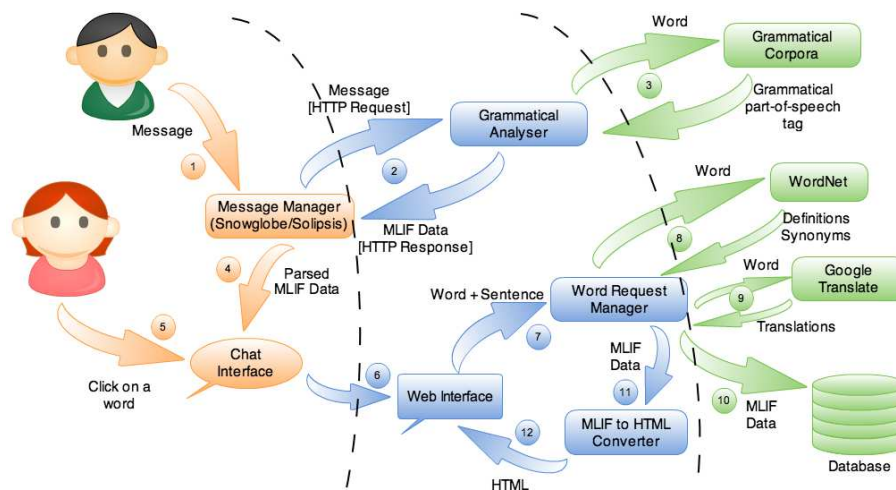 Message
1
Message Manager
(Snowglobe/Solipsis)
Message
[HTTP Request]
2
MLIF Data
[HTTP Response]
Grammatical
Analyser
Word
3
Grammatical
Corpora
Grammatical
part-of-speech
tag
4
Parsed
MLIF Data
5
Click on a
word
Chat
Interface
6
Web Interface
Word + Sentence
7
Word Request
Manager
Word
8
WordNet
Definitions
Synonyms
Word
9
Google
Translate
Translations
10
MLIF
Data
Database
MLIF
Data
11
MLIF to HTML
Converter
12
HTML